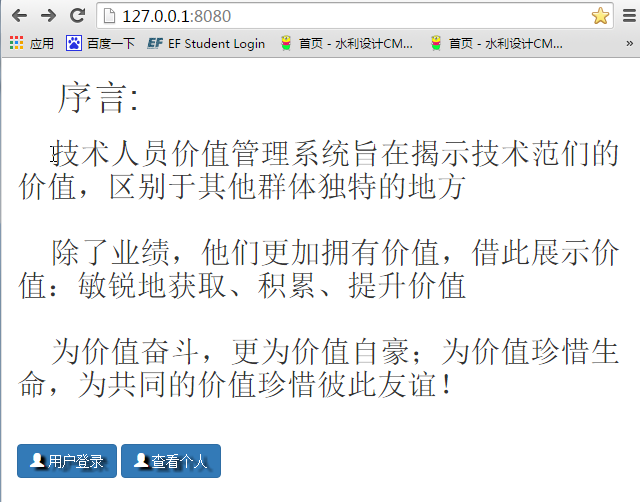 127.0.0.1:8080
应用 百度一下 EF EF Student Login 首页 - 水利设计CM... 首页 - 水利设计CM... »
序言:
技术人员价值管理系统旨在揭示技术范们的
价值，区别于其他群体独特的地方
除了业绩，他们更加拥有价值，借此展示价
值：敏锐地获取、积累、提升价值
为价值奋斗，更为价值自豪；为价值珍惜生
命，为共同的价值珍惜彼此友谊！
用户登录 查看个人